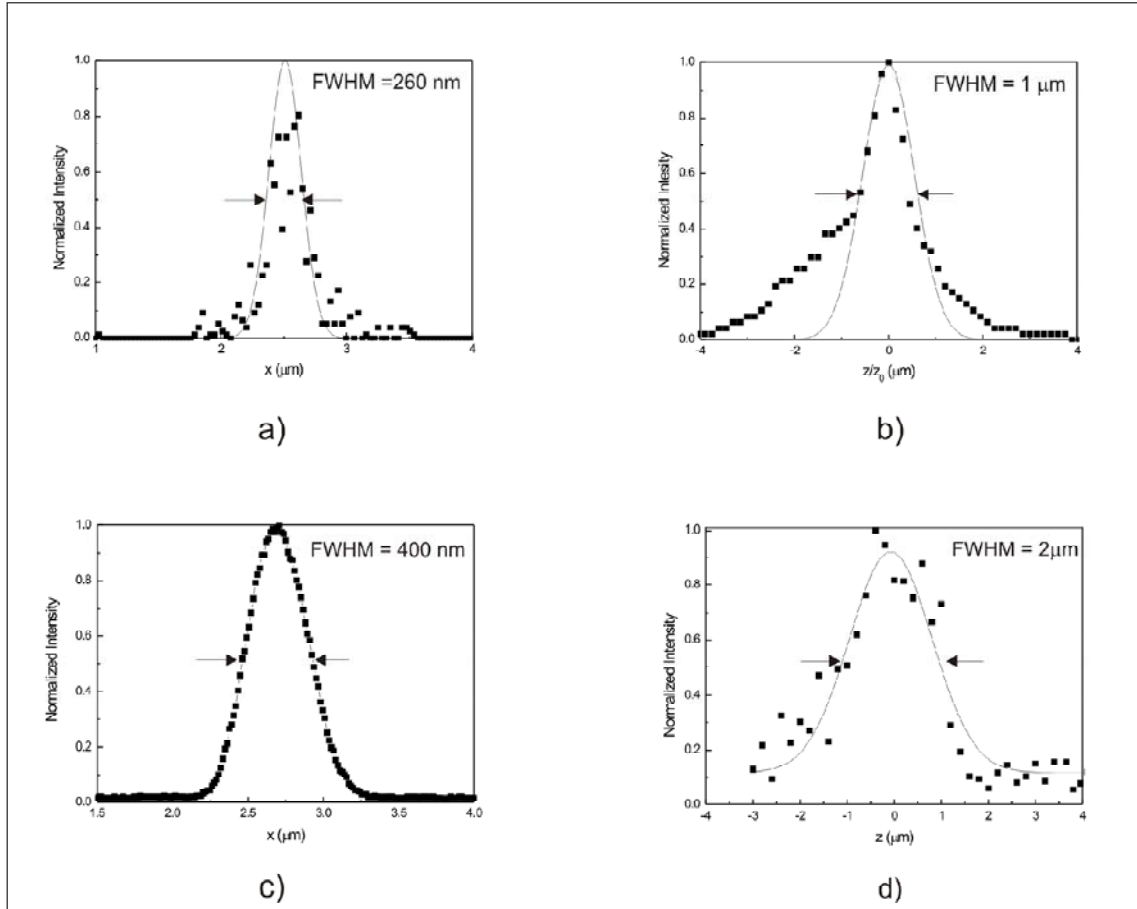 FWHM =260 nm
1.0
0.8
0.6
0.4
0.2
0.0
Normalized Intensity
1 2 3 4
x (μm)
a)
FWHM = 1 μm
1.0
0.8
0.6
0.4
0.2
0.0
Normalized Inlesity
-4 -2 0 2 4
z/z0 (μm)
b)
FWHM = 400 nm
1.0
0.8
0.6
0.4
0.2
0.0
Normalized Intensity
1.5 2.0 2.5 3.0 3.5 4.0
x (μm)
c)
FWHM = 2μm
1.0
0.8
0.6
0.4
0.2
0.0
Normalized Intensity
-4 -3 -2 -1 0 1 2 3 4
z (μm)
d)